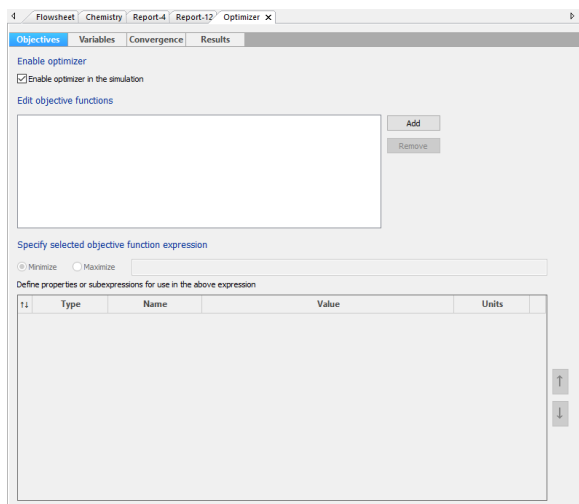 Flowsheet Chemistry Report-4 Report-12 Optimizer
Objectives Variables Convergence Results
Enable optimizer
Enable optimizer in the simulation
Edit objective functions
Add
Remove
Specify selected objective function expression
Minimize Maximize
Define properties or subexpressions for use in the above expression
Type Name Value Units